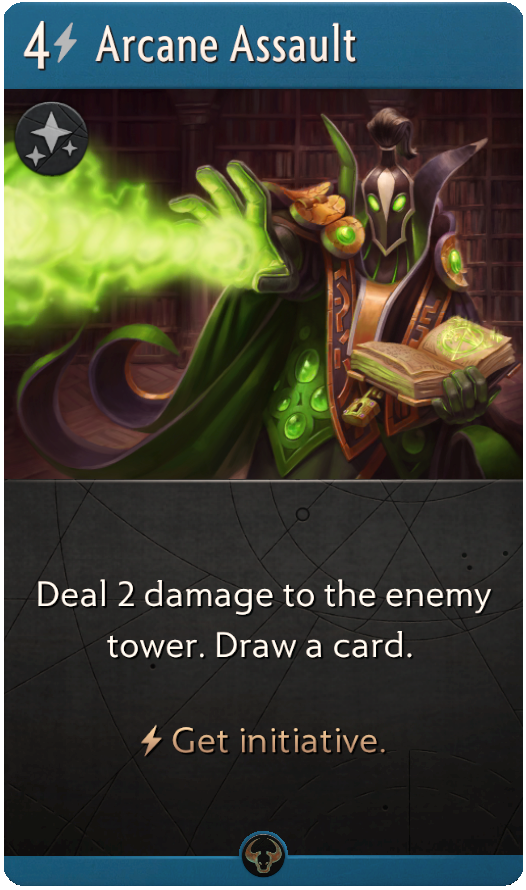 4 Arcane Assault
Deal 2 damage to the enemy
tower. Draw a card.
Get initiative.